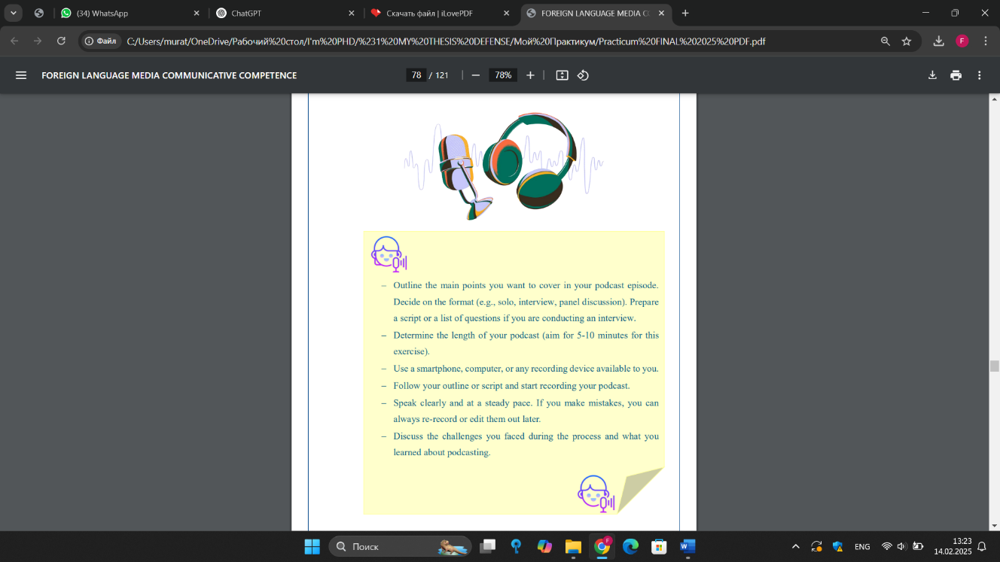 (34) WhatsApp
ChatGPT
Скачать файл | iLovePDF
FOREIGN LANGUAGE MEDIA CO
Файл
C:/Users/murat/OneDrive/Рабочий%20стол/I'm%20PHD/%231%20MY%20THESIS%20DEFENSE/Мой%20Практикум/Practicum%20FINAL%202025%20PDF.pdf
F
FOREIGN LANGUAGE MEDIA COMMUNICATIVE COMPETENCE
78 / 121
78%
– Outline the main points you want to cover in your podcast episode.
Decide on the format (e.g., solo, interview, panel discussion). Prepare
a script or a list of questions if you are conducting an interview.
– Determine the length of your podcast (aim for 5-10 minutes for this
exercise).
– Use a smartphone, computer, or any recording device available to you.
– Follow your outline or script and start recording your podcast.
– Speak clearly and at a steady pace. If you make mistakes, you can
always re-record or edit them out later.
– Discuss the challenges you faced during the process and what you
learned about podcasting.
Поиск
F
W
ENG
13:23
14.02.2025